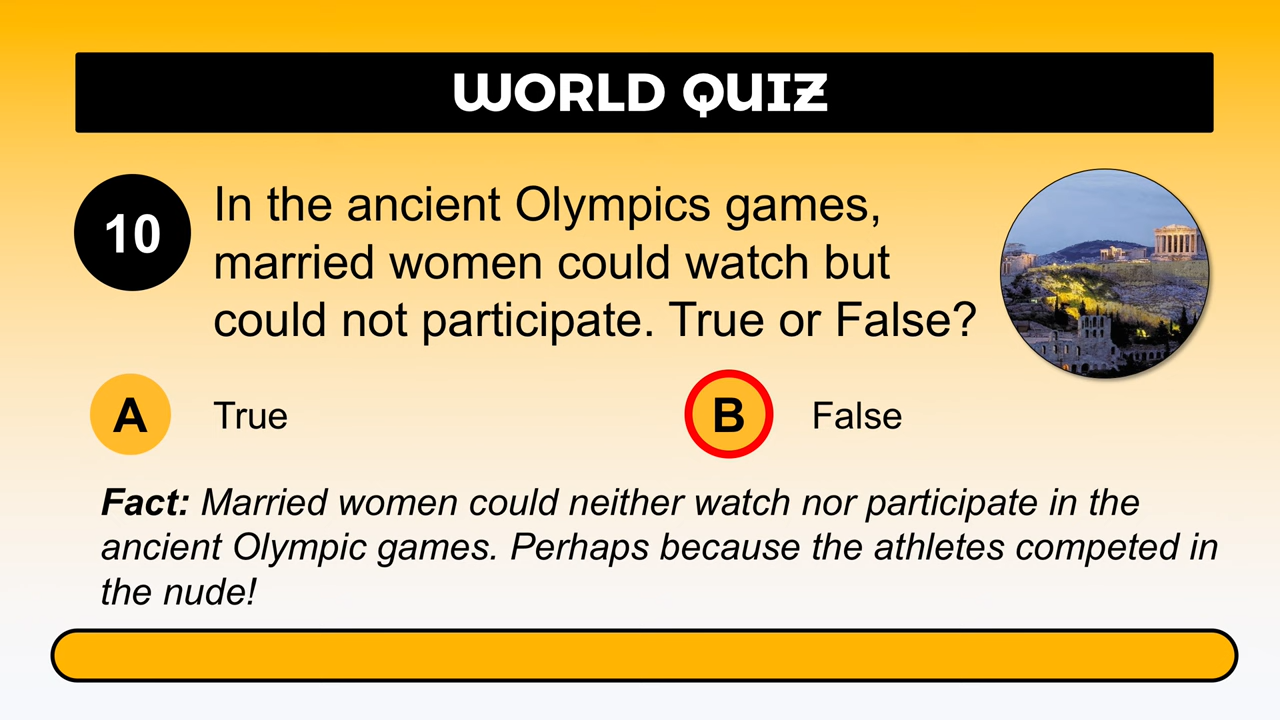 WORLD QUIZ
10
In the ancient Olympics games,
married women could watch but
could not participate. True or False?
A
True
B
False
Fact: Married women could neither watch nor participate in the
ancient Olympic games. Perhaps because the athletes competed in
the nude!